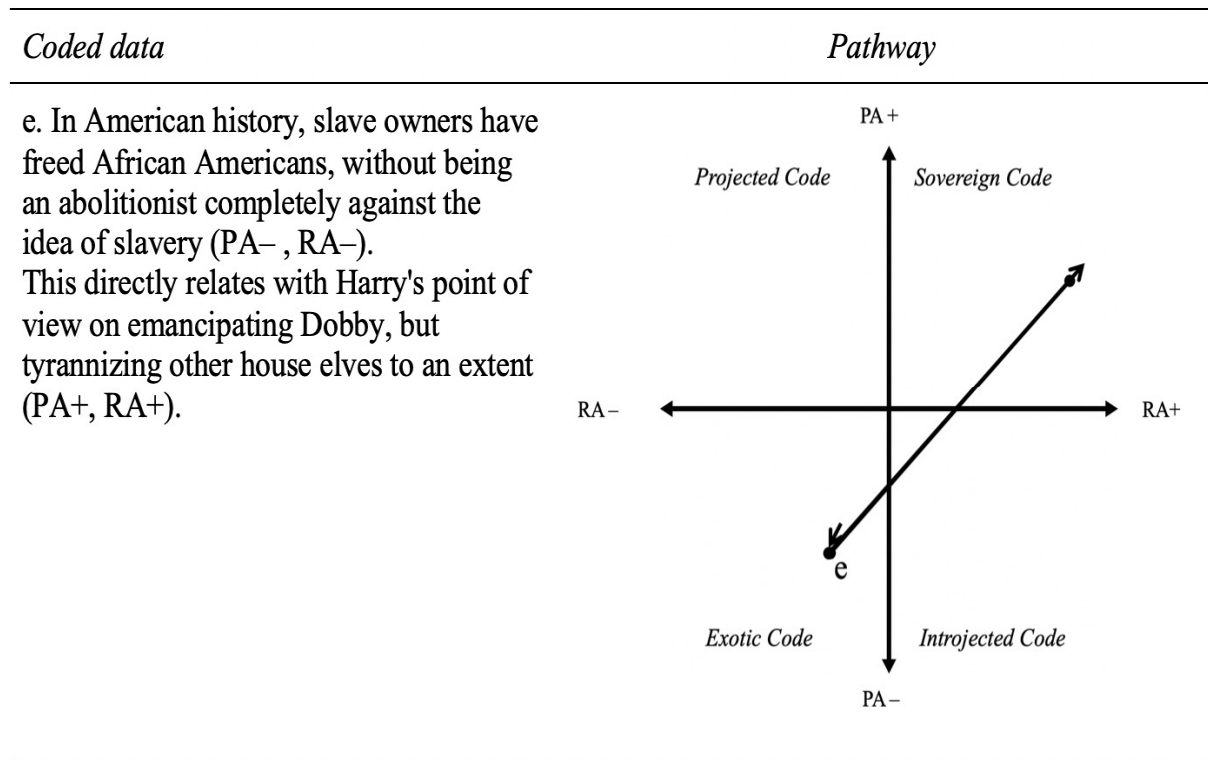 Coded data
Pathway
e. In American history, slave owners have
freed African Americans, without being
an abolitionist completely against the
idea of slavery (PA– , RA–).
This directly relates with Harry's point of
view on emancipating Dobby, but
tyrannizing other house elves to an extent
(PA+, RA+).
PA+
Projected Code
Sovereign Code
RA–
RA+
e
Exotic Code
Introjected Code
PA–